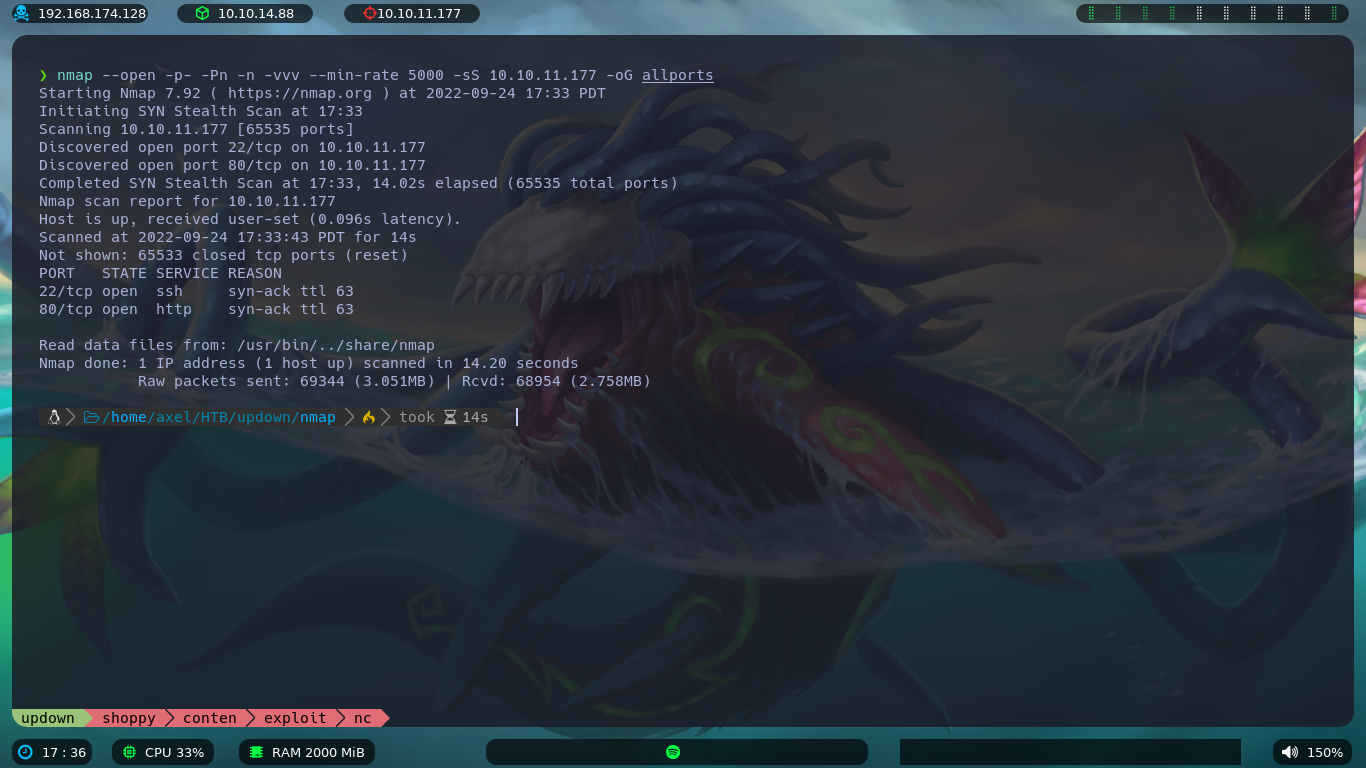 192.168.174.128 10.10.14.88 10.10.11.177
❯ nmap --open -p- -Pn -n -vvv --min-rate 5000 -sS 10.10.11.177 -oG allports
Starting Nmap 7.92 ( https://nmap.org ) at 2022-09-24 17:33 PDT
Initiating SYN Stealth Scan at 17:33
Scanning 10.10.11.177 [65535 ports]
Discovered open port 22/tcp on 10.10.11.177
Discovered open port 80/tcp on 10.10.11.177
Completed SYN Stealth Scan at 17:33, 14.02s elapsed (65535 total ports)
Nmap scan report for 10.10.11.177
Host is up, received user-set (0.096s latency).
Scanned at 2022-09-24 17:33:43 PDT for 14s
Not shown: 65533 closed tcp ports (reset)
PORT   STATE SERVICE REASON
22/tcp open  ssh     syn-ack ttl 63
80/tcp open  http    syn-ack ttl 63
Read data files from: /usr/bin/../share/nmap
Nmap done: 1 IP address (1 host up) scanned in 14.20 seconds
Raw packets sent: 69344 (3.051MB) | Rcvd: 68954 (2.758MB)
/home/axel/HTB/updown/nmap took 14s
updown shoppy conten exploit nc
17 : 36 CPU 33% RAM 2000 MiB 150%